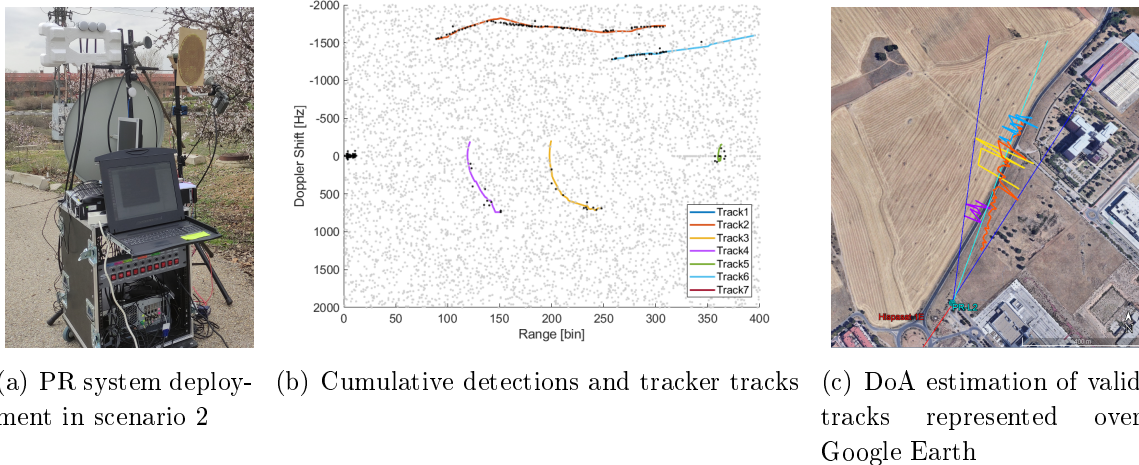 -2000
-1500
-1000
-500
0
500
1000
1500
2000
Doppler Shift [Hz]
0 50 100 150 200 250 300 350 400
Range [bin]
Track1
Track2
Track3
Track4
Track5
Track6
Track7
(a) PR system deploy-
ment in scenario 2
(b) Cumulative detections and tracker tracks
(c) DoA estimation of valid
tracks represented over
Google Earth